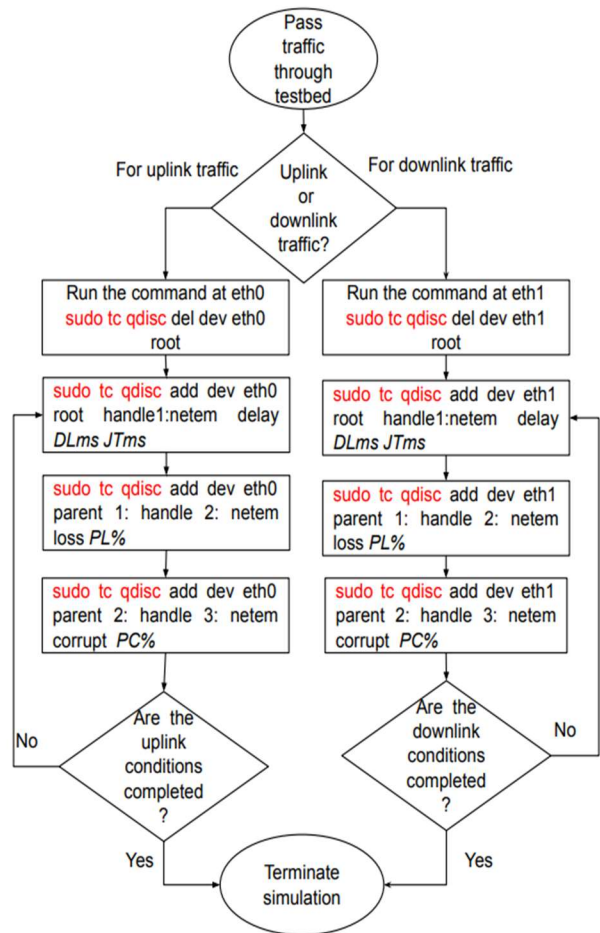 Pass
traffic
through
testbed
For uplink traffic
For downlink traffic
Uplink
or
downlink
traffic?
Run the command at eth0
sudo tc qdisc del dev eth0
root
Run the command at eth1
sudo tc qdisc del dev eth1
root
sudo tc qdisc add dev eth0
root handle1:netem delay
DLms JTms
sudo tc qdisc add dev eth1
root handle1:netem delay
DLms JTms
sudo tc qdisc add dev eth0
parent 1: handle 2: netem
loss PL%
sudo tc qdisc add dev eth1
parent 1: handle 2: netem
loss PL%
sudo tc qdisc add dev eth0
parent 2: handle 3: netem
corrupt PC%
sudo tc qdisc add dev eth1
parent 2: handle 3: netem
corrupt PC%
No
Are the
uplink
conditions
completed
?
Are the
downlink
conditions
completed
?
No
Yes
Terminate
simulation
Yes